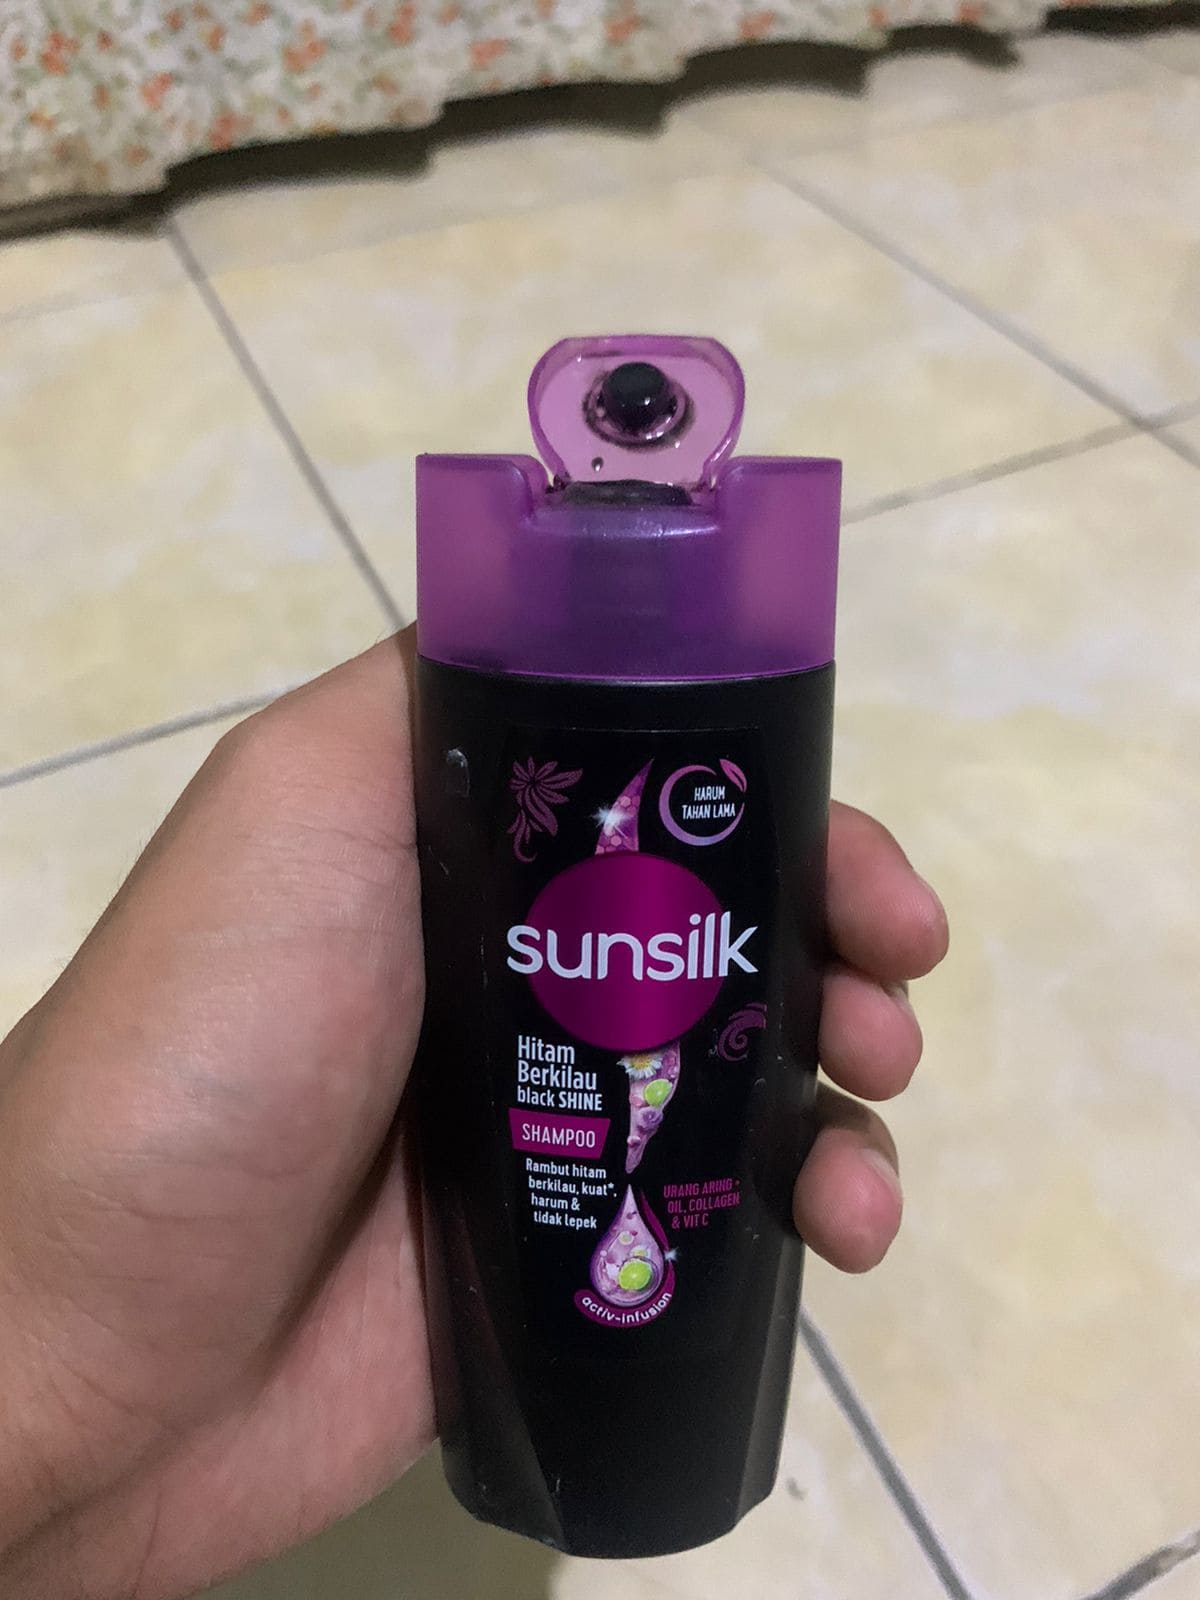 HARUM
TAHAN LAMA
sunsilk
Hitam
Berkilau
black SHINE
SHAMPOO
Rambut hitam
berkilau, kuat*,
harum &
tidak lepek
URANG ARING +
OIL, COLLAGEN
& VIT C
activ-infusion